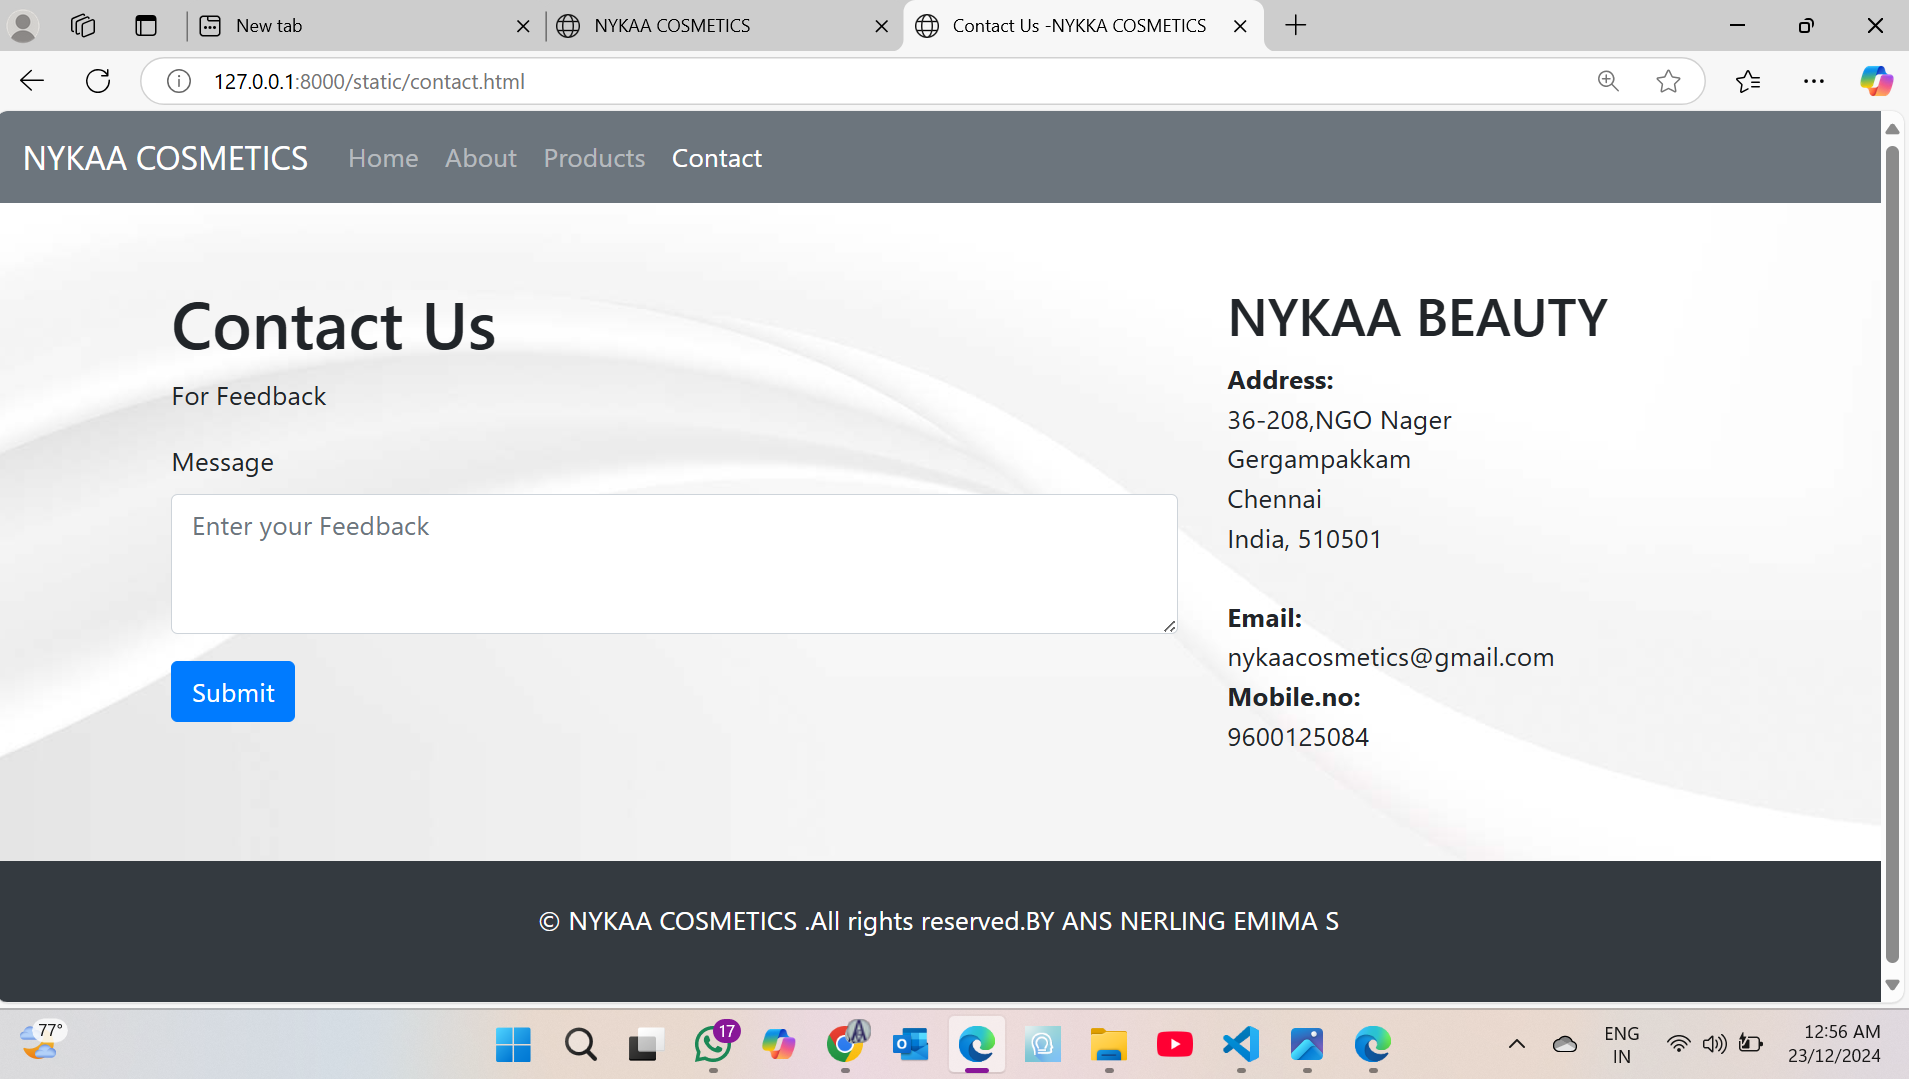 New tab
NYKAA COSMETICS
Contact Us -NYKKA COSMETICS
127.0.0.1:8000/static/contact.html
NYKAA COSMETICS Home About Products Contact
Contact Us
For Feedback
Message
Enter your Feedback
Submit
NYKAA BEAUTY
Address:
36-208,NGO Nager
Gergampakkam
Chennai
India, 510501
Email:
nykaacosmetics@gmail.com
Mobile.no:
9600125084
© NYKAA COSMETICS .All rights reserved.BY ANS NERLING EMIMA S
77°
17
ENG
IN
12:56 AM
23/12/2024